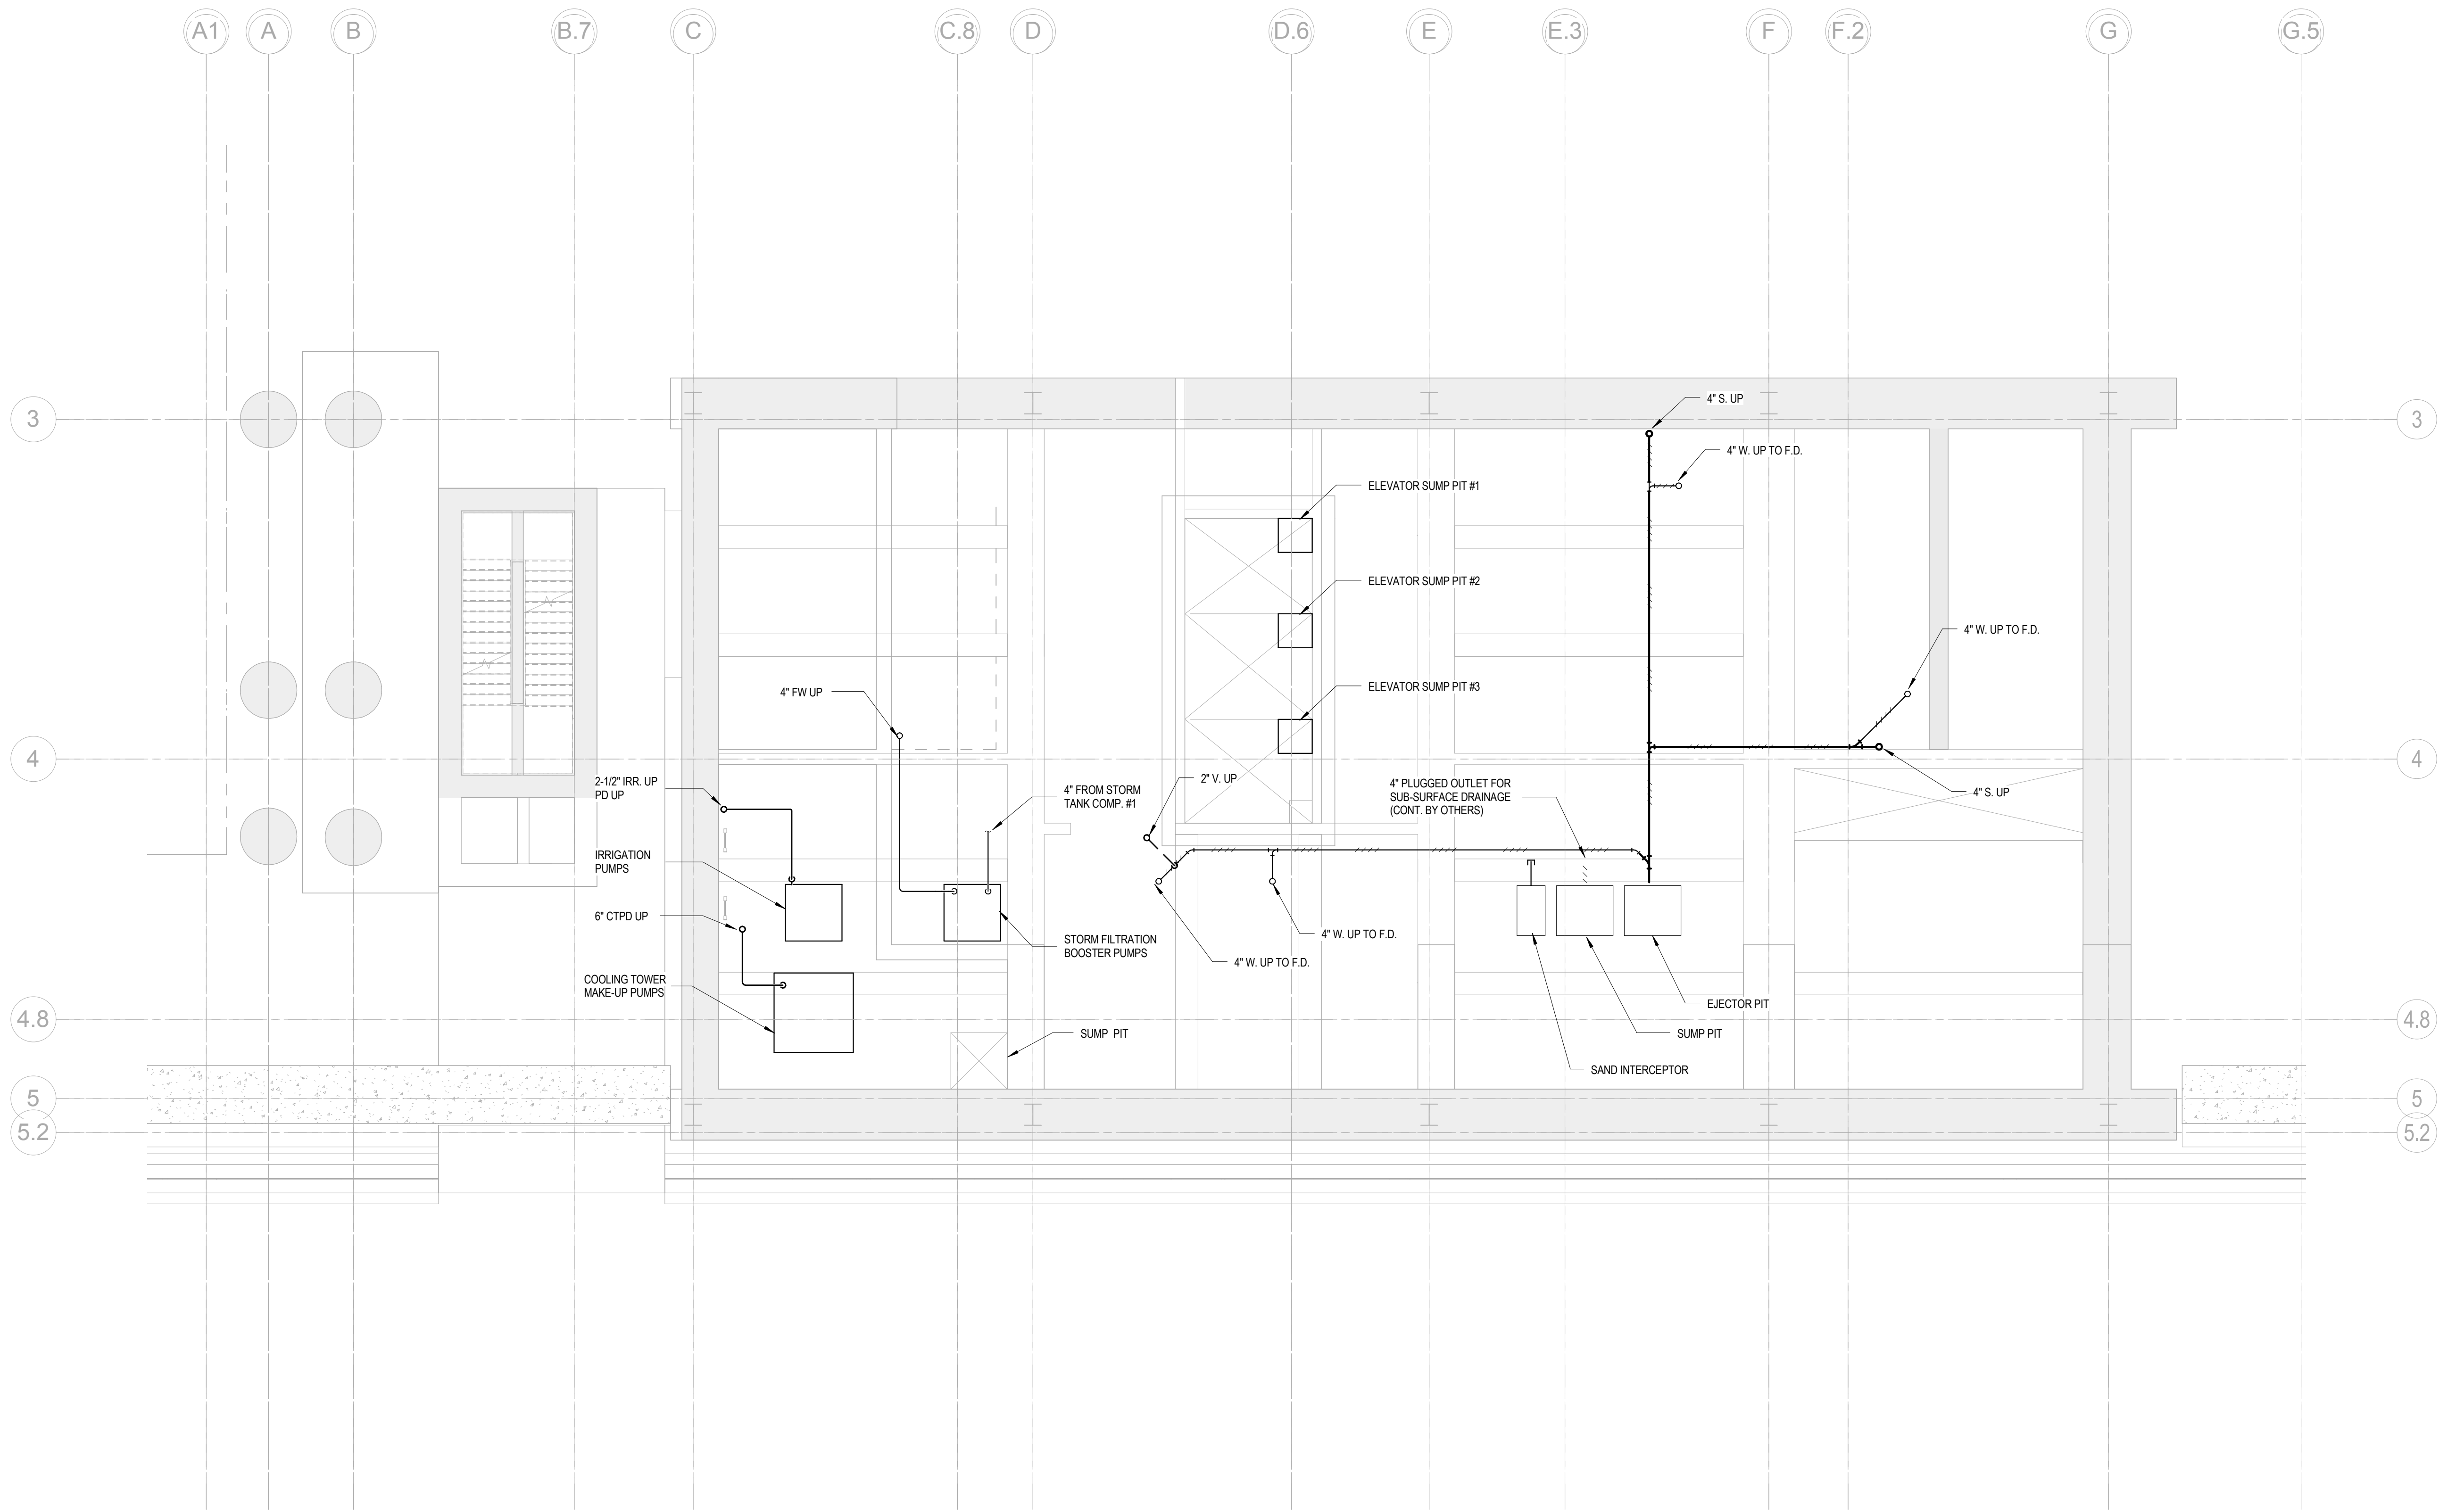 A1
A
B
B.7
C
C.8
D
D.6
E
E.3
F
F.2
G
G.5
4" S. UP
3
3
4" W. UP TO F.D.
ELEVATOR SUMP PIT #1
ELEVATOR SUMP PIT #2
4" W. UP TO F.D.
ELEVATOR SUMP PIT #3
4" FW UP
4
4
2-1/2" IRR. UP
PD UP
2" V. UP
4" FROM STORM
TANK COMP. #1
4" PLUGGED OUTLET FOR
SUB-SURFACE DRAINAGE
(CONT. BY OTHERS)
4" S. UP
IRRIGATION
PUMPS
6" CTPD UP
STORM FILTRATION
BOOSTER PUMPS
4" W. UP TO F.D.
4" W. UP TO F.D.
COOLING TOWER
MAKE-UP PUMPS
EJECTOR PIT
4.8
4.8
SUMP PIT
SUMP PIT
SAND INTERCEPTOR
5
5
5.2
5.2